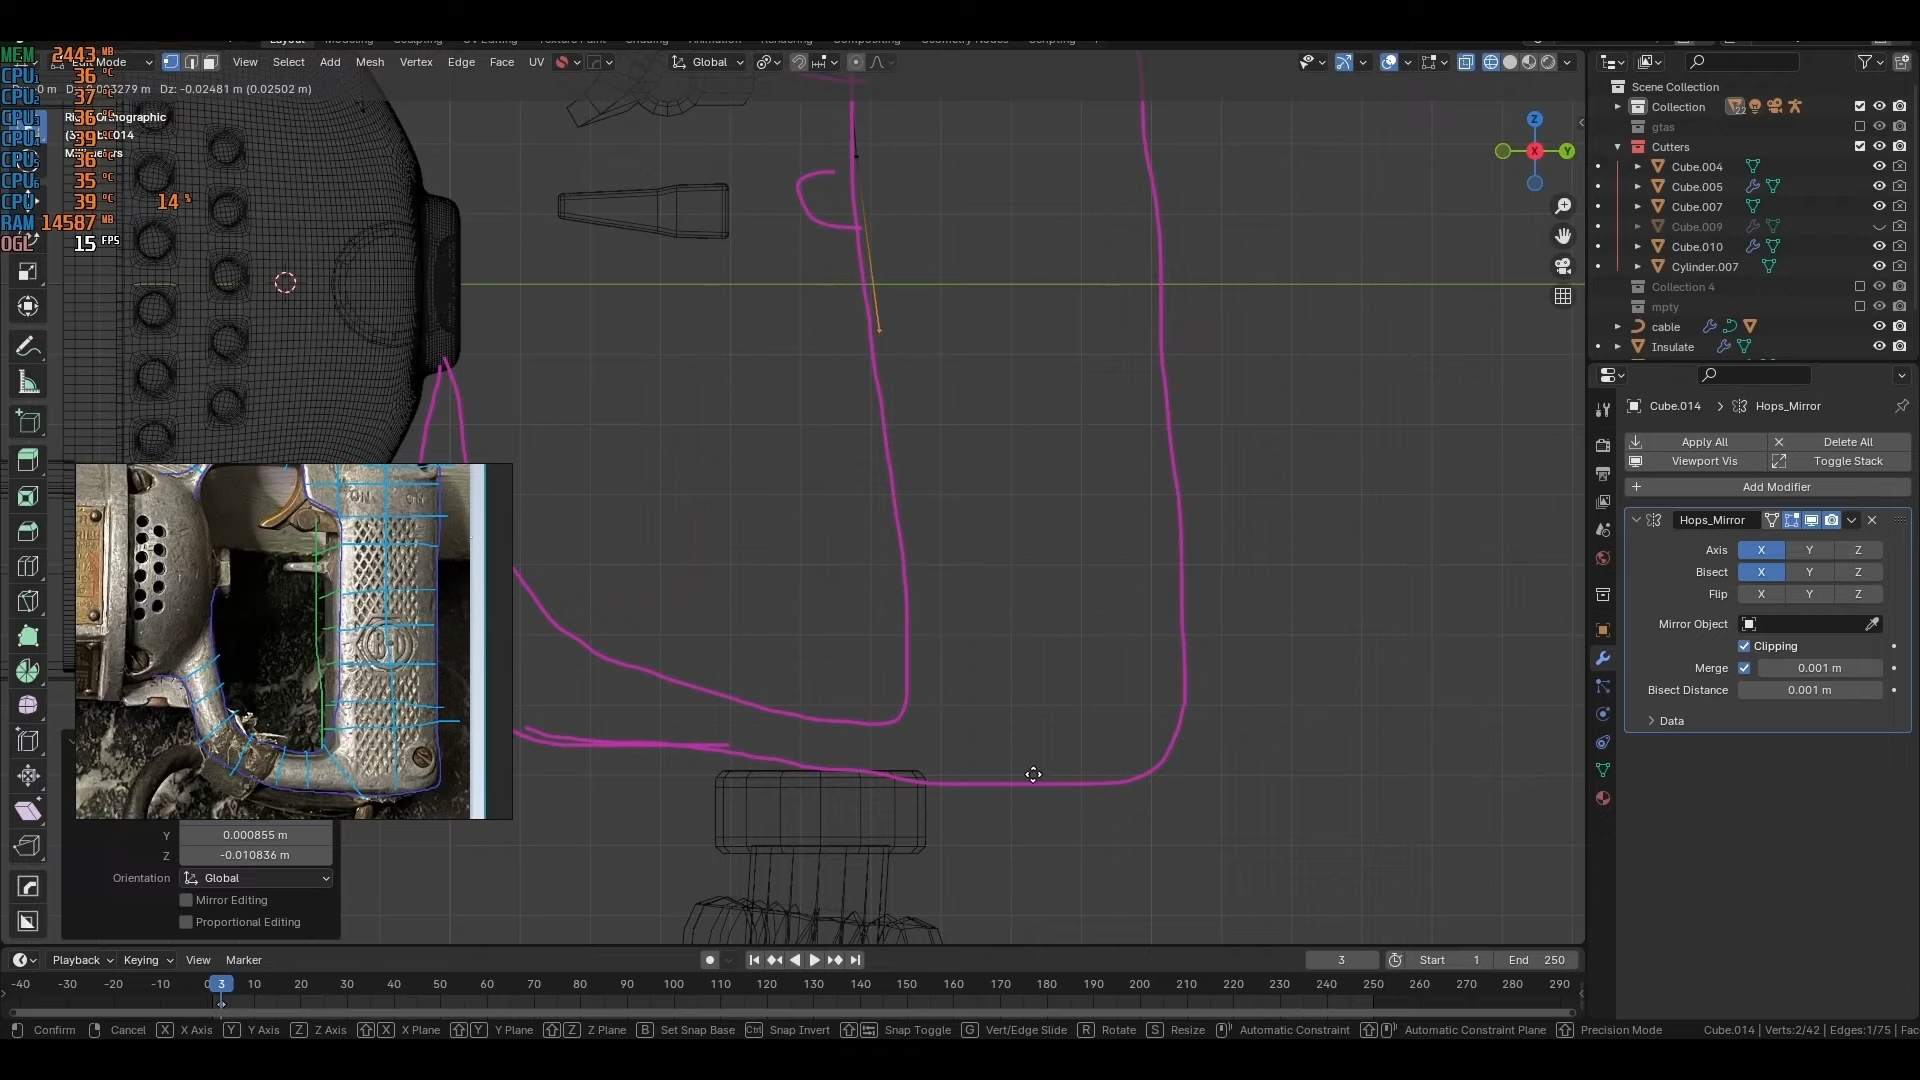 MEM 2443 MB
CPU 36 °C
CPU2 37 °C
CPU 36 °C
CPU 39 °C
CPU5 36 °C
CPU6 35 °C
CPU 39 °C 14 %
RAM 14587 MB
OGL 15 FPS
Mode View Select Add Mesh Vertex Edge Face UV Global
Dz: -0.02481 m (0.02502 m)
Scene Collection
Collection 22
gtas
Cutters
Cube.004
Cube.005
Cube.007
Cube.009
Cube.010
Cylinder.007
Collection 4
mpty
cable
Insulate
Z
X
Y
Cube.014 > Hops_Mirror
Apply All Delete All
Viewport Vis Toggle Stack
Add Modifier
Hops_Mirror
Axis X Y Z
Bisect X Y Z
Flip X Y Z
Mirror Object
Clipping
Merge 0.001 m
Bisect Distance 0.001 m
Data
Y 0.000855 m
Z -0.010836 m
Orientation Global
Mirror Editing
Proportional Editing
Playback Keying View Marker 3 Start 1 End 250
-40 -30 -20 -10 0 3 10 20 30 40 50 60 70 80 90 100 110 120 130 140 150 160 170 180 190 200 210 220 230 240 250 260 270 280 290
Confirm Cancel X X Axis Y Y Axis Z Z Axis X X Plane Y Y Plane Z Z Plane B Set Snap Base Ctrl Snap Invert Snap Toggle G Vert/Edge Slide R Rotate S Resize Automatic Constraint Automatic Constraint Plane Precision Mode Cube.014 | Verts:2/42 | Edges:1/75 | Fac